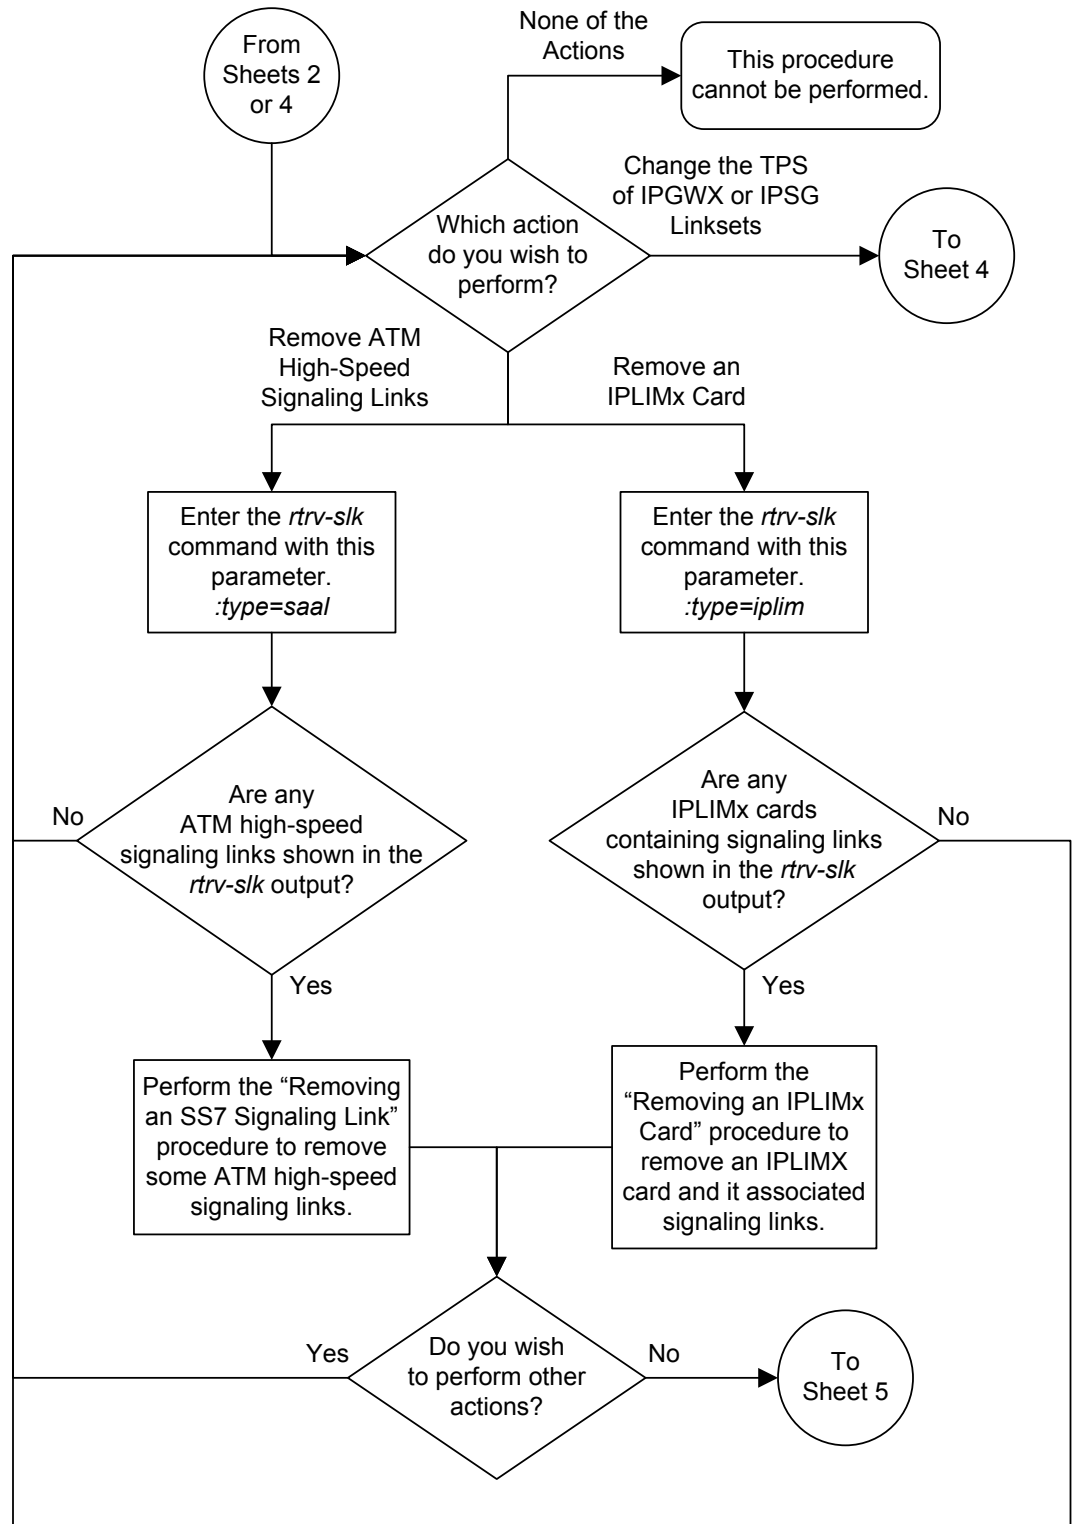 From
Sheets 2
or 4
None of the
Actions
This procedure
cannot be performed.
Which action
do you wish to
perform?
Change the TPS
of IPGWX or IPSG
Linksets
To
Sheet 4
Remove ATM
High-Speed
Signaling Links
Remove an
IPLIMx Card
Enter the rtrv-slk
command with this
parameter.
:type=saal
Enter the rtrv-slk
command with this
parameter.
:type=iplim
No
Are any
ATM high-speed
signaling links shown in the
rtrv-slk output?
Are any
IPLIMx cards
containing signaling links
shown in the rtrv-slk
output?
No
Yes
Yes
Perform the “Removing
an SS7 Signaling Link”
procedure to remove
some ATM high-speed
signaling links.
Perform the
“Removing an IPLIMx
Card” procedure to
remove an IPLIMX
card and it associated
signaling links.
Yes
Do you wish
to perform other
actions?
No
To
Sheet 5